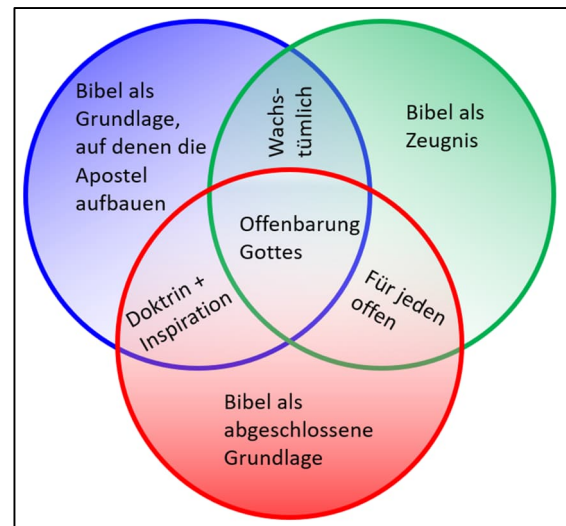 Bibel als
Grundlage,
auf denen die
Apostel
aufbauen
Wachs-
tümlich
Bibel als
Zeugnis
Offenbarung
Gottes
Doktrin +
Inspiration
Für jeden
offen
Bibel als
abgeschlossene
Grundlage